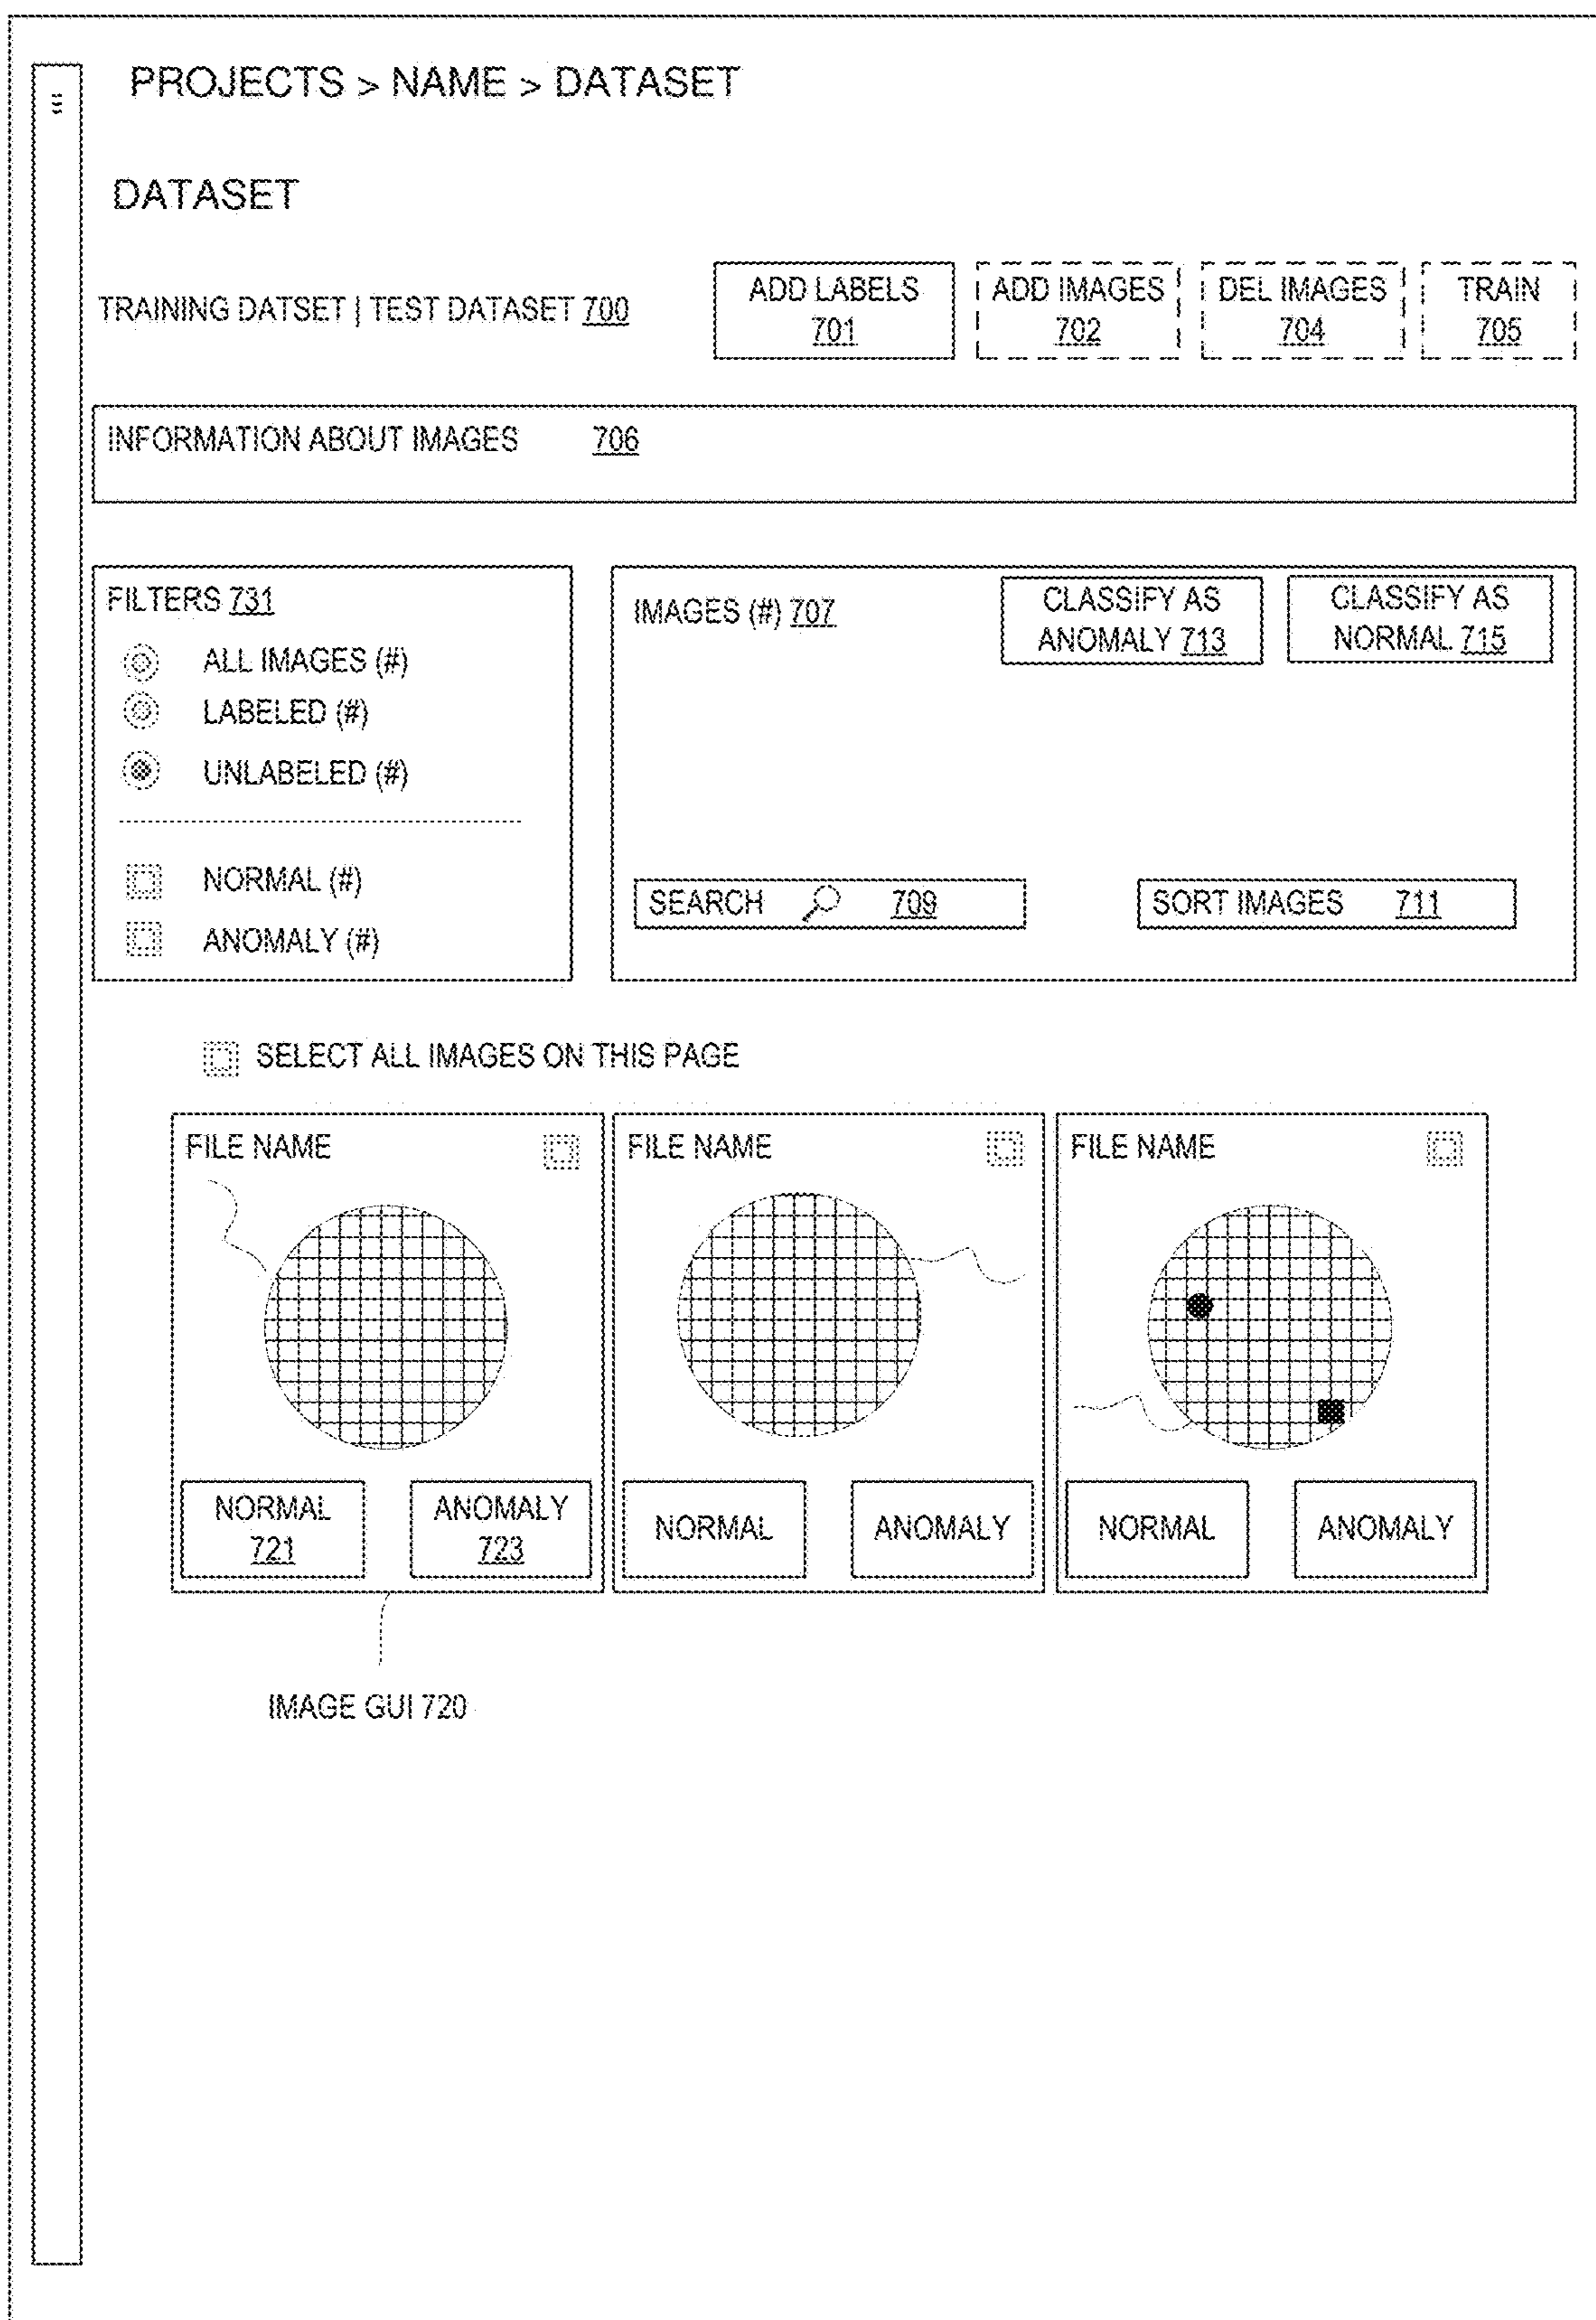 PROJECTS > NAME > DATASET
DATASET
TRAINING DATSET | TEST DATASET 700
ADD LABELS
701
ADD IMAGES
702
DEL IMAGES
704
TRAIN
705
INFORMATION ABOUT IMAGES 706
FILTERS 731
ALL IMAGES (#)
LABELED (#)
UNLABELED (#)
NORMAL (#)
ANOMALY (#)
IMAGES (#) 707
CLASSIFY AS
ANOMALY 713
CLASSIFY AS
NORMAL 715
SEARCH 709
SORT IMAGES 711
SELECT ALL IMAGES ON THIS PAGE
FILE NAME
NORMAL
721
ANOMALY
723
FILE NAME
NORMAL
ANOMALY
FILE NAME
NORMAL
ANOMALY
IMAGE GUI 720